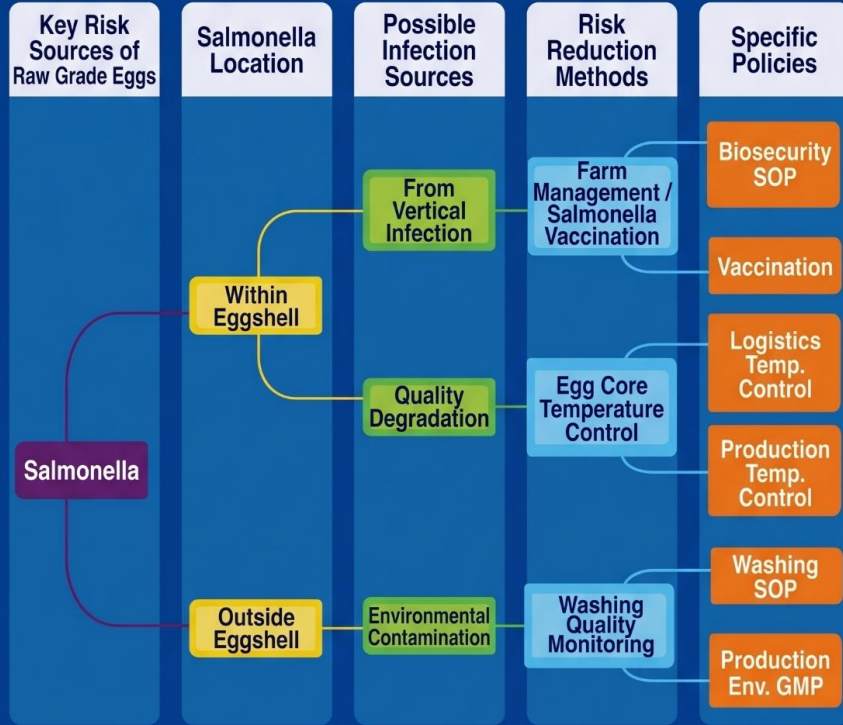 Key Risk
Sources of
Raw Grade Eggs
Salmonella
Location
Possible
Infection
Sources
Risk
Reduction
Methods
Specific
Policies
Salmonella
Within
Eggshell
Outside
Eggshell
From
Vertical
Infection
Quality
Degradation
Environmental
Contamination
Farm
Management /
Salmonella
Vaccination
Egg Core
Temperature
Control
Washing
Quality
Monitoring
Biosecurity
SOP
Vaccination
Logistics
Temp.
Control
Production
Temp.
Control
Washing
SOP
Production
Env. GMP